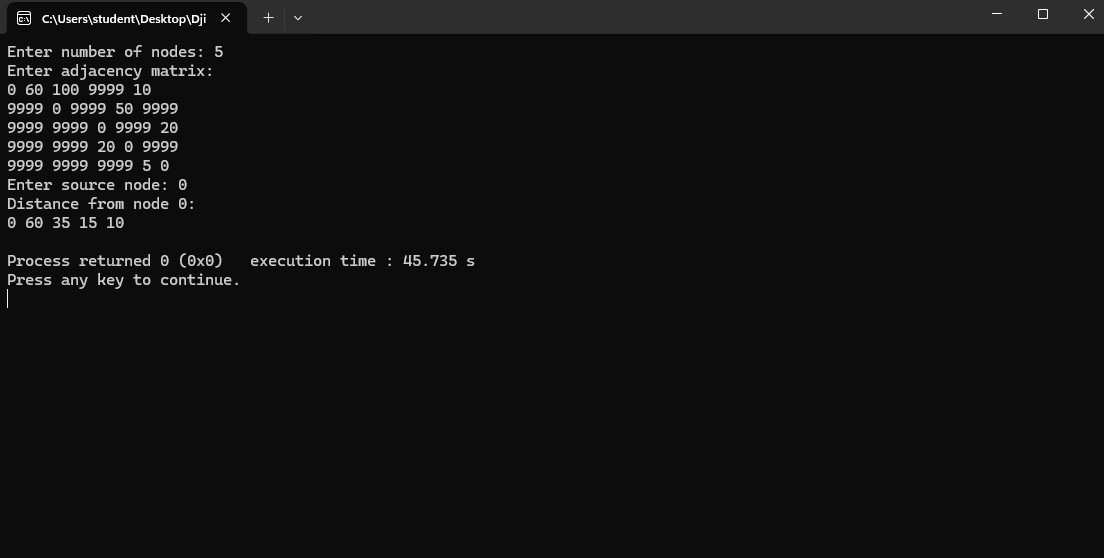 C:\Users\student\Desktop\Dji
Enter number of nodes: 5
Enter adjacency matrix:
0 60 100 9999 10
9999 0 9999 50 9999
9999 9999 0 9999 20
9999 9999 20 0 9999
9999 9999 9999 5 0
Enter source node: 0
Distance from node 0:
0 60 35 15 10
Process returned 0 (0x0)   execution time : 45.735 s
Press any key to continue.